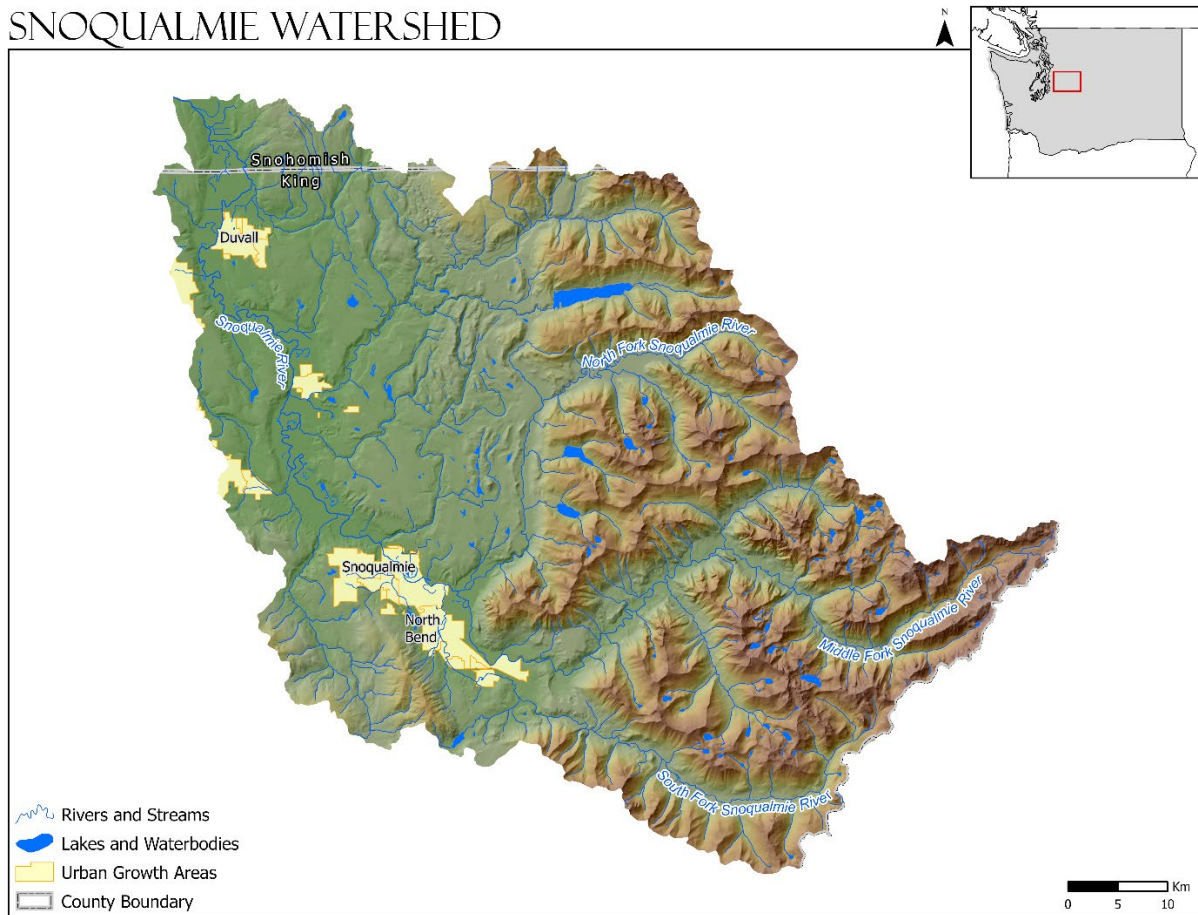 SNOQUALMIE WATERSHED
N
Snohomish
King
Duvall
Snoqualmie River
North Fork Snoqualmie River
Snoqualmie
North
Bend
Middle Fork Snoqualmie River
South Fork Snoqualmie River
Rivers and Streams
Lakes and Waterbodies
Urban Growth Areas
County Boundary
Km
0 5 10